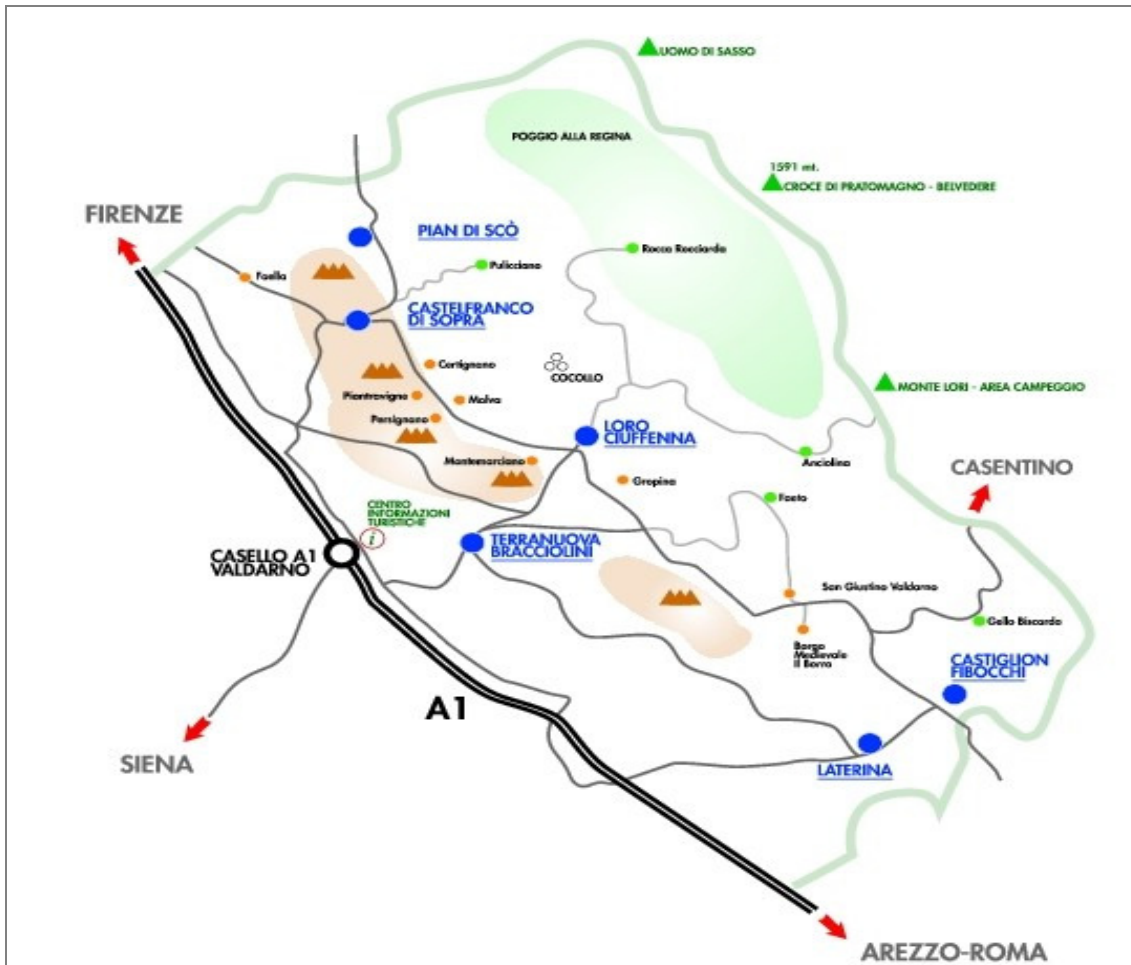 UOMO DI SASSO
POGGIO ALLA REGINA
1591 mt.
CROCE DI PRATOMAGNO - BELVEDERE
FIRENZE
PIAN DI SCÒ
Rocca Rocciarda
Pulicciano
Faella
CASTELFRANCO
DI SOPRA
Certignano
COCOLLO
MONTE LORI - AREA CAMPEGGIO
Piantravigne
Malva
Persignano
LORO
CIUFFENNA
Montemarciano
Anciolina
CASENTINO
Gropina
Faeto
CENTRO
INFORMAZIONI
TURISTICHE
i
TERRANUOVA
BRACCIOLINI
CASELLO A1
VALDARNO
San Giustino Valdarno
Gello Biscardo
Borgo
Medievale
Il Borro
CASTIGLION
FIBOCCHI
A1
SIENA
LATERINA
AREZZO-ROMA